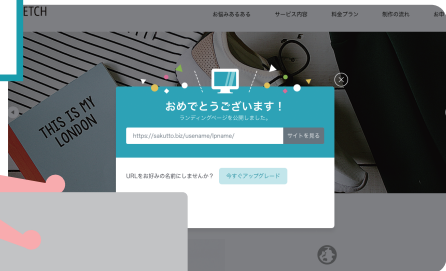 ETCH
お悩みあるある
サービス内容
料金プラン
制作の流れ
THIS IS MY
LONDON
おめでとうございます！
ランディングページを公開しました。
https://sakutto.biz/usename/lpname/
サイトを見る
URLをお好みの名前にしませんか？
今すぐアップグレード